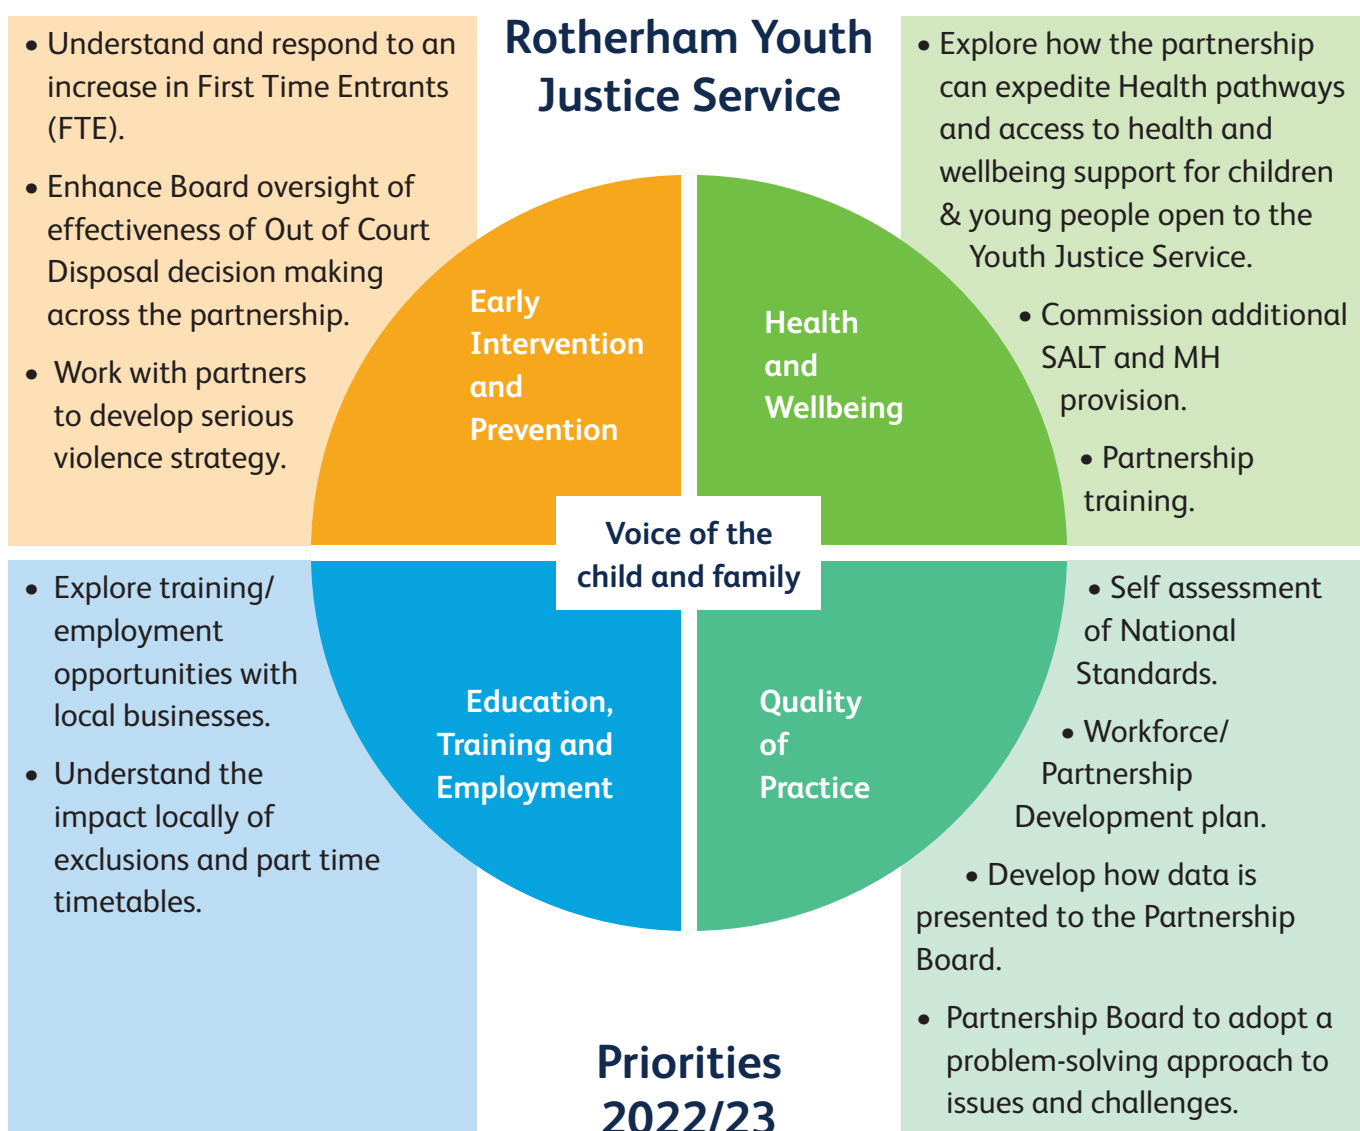 Rotherham Youth
Justice Service
• Understand and respond to an
increase in First Time Entrants
(FTE).
• Enhance Board oversight of
effectiveness of Out of Court
Disposal decision making
across the partnership.
• Work with partners
to develop serious
violence strategy.
Early
Intervention
and
Prevention
Health
and
Wellbeing
• Explore how the partnership
can expedite Health pathways
and access to health and
wellbeing support for children
& young people open to the
Youth Justice Service.
• Commission additional
SALT and MH
provision.
• Partnership
training.
Voice of the
child and family
• Explore training/
employment
opportunities with
local businesses.
• Understand the
impact locally of
exclusions and part time
timetables.
Education,
Training and
Employment
Quality
of
Practice
• Self assessment
of National
Standards.
• Workforce/
Partnership
Development plan.
• Develop how data is
presented to the Partnership
Board.
• Partnership Board to adopt a
problem-solving approach to
issues and challenges.
Priorities
2022/23